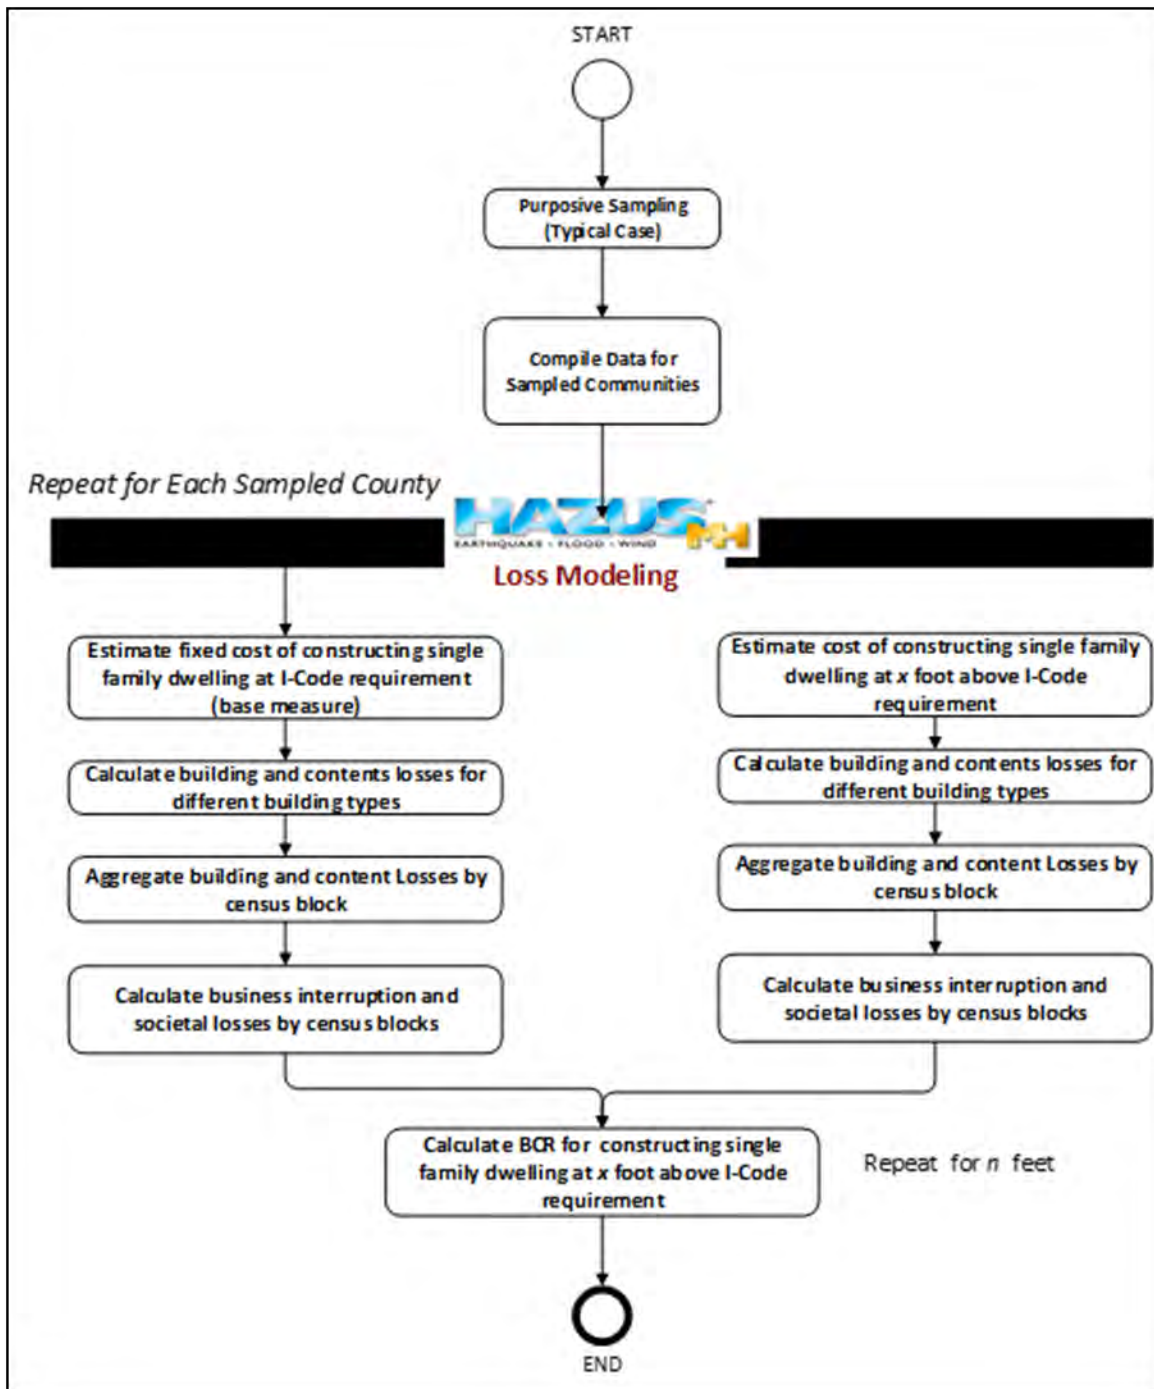 START
Purposive Sampling
(Typical Case)
Compile Data for
Sampled Communities
Repeat for Each Sampled County
HAZUS MH
EARTHQUAKE • FLOOD • WIND
Loss Modeling
Estimate fixed cost of constructing single
family dwelling at I-Code requirement
(base measure)
Calculate building and contents losses for
different building types
Aggregate building and content Losses by
census block
Calculate business interruption and
societal losses by census blocks
Estimate cost of constructing single family
dwelling at x foot above I-Code
requirement
Calculate building and contents losses for
different building types
Aggregate building and content Losses by
census block
Calculate business interruption and
societal losses by census blocks
Calculate BCR for constructing single
family dwelling at x foot above I-Code
requirement
Repeat for n feet
END